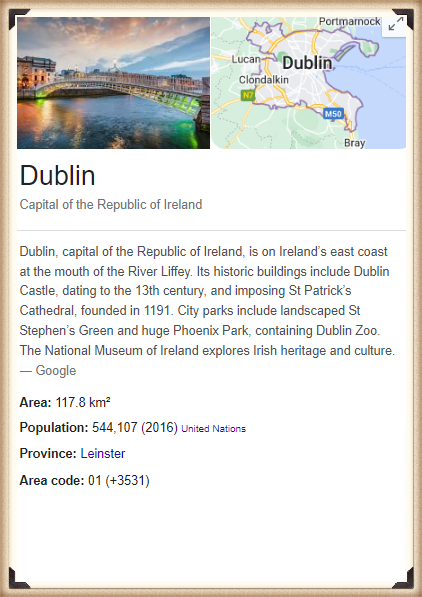 Portmarnock
Lucan
Dublin
Clondalkin
N7
M50
Bray
Dublin
Capital of the Republic of Ireland
Dublin, capital of the Republic of Ireland, is on Ireland’s east coast
at the mouth of the River Liffey. Its historic buildings include Dublin
Castle, dating to the 13th century, and imposing St Patrick’s
Cathedral, founded in 1191. City parks include landscaped St
Stephen’s Green and huge Phoenix Park, containing Dublin Zoo.
The National Museum of Ireland explores Irish heritage and culture.
— Google
Area: 117.8 km²
Population: 544,107 (2016) United Nations
Province: Leinster
Area code: 01 (+3531)